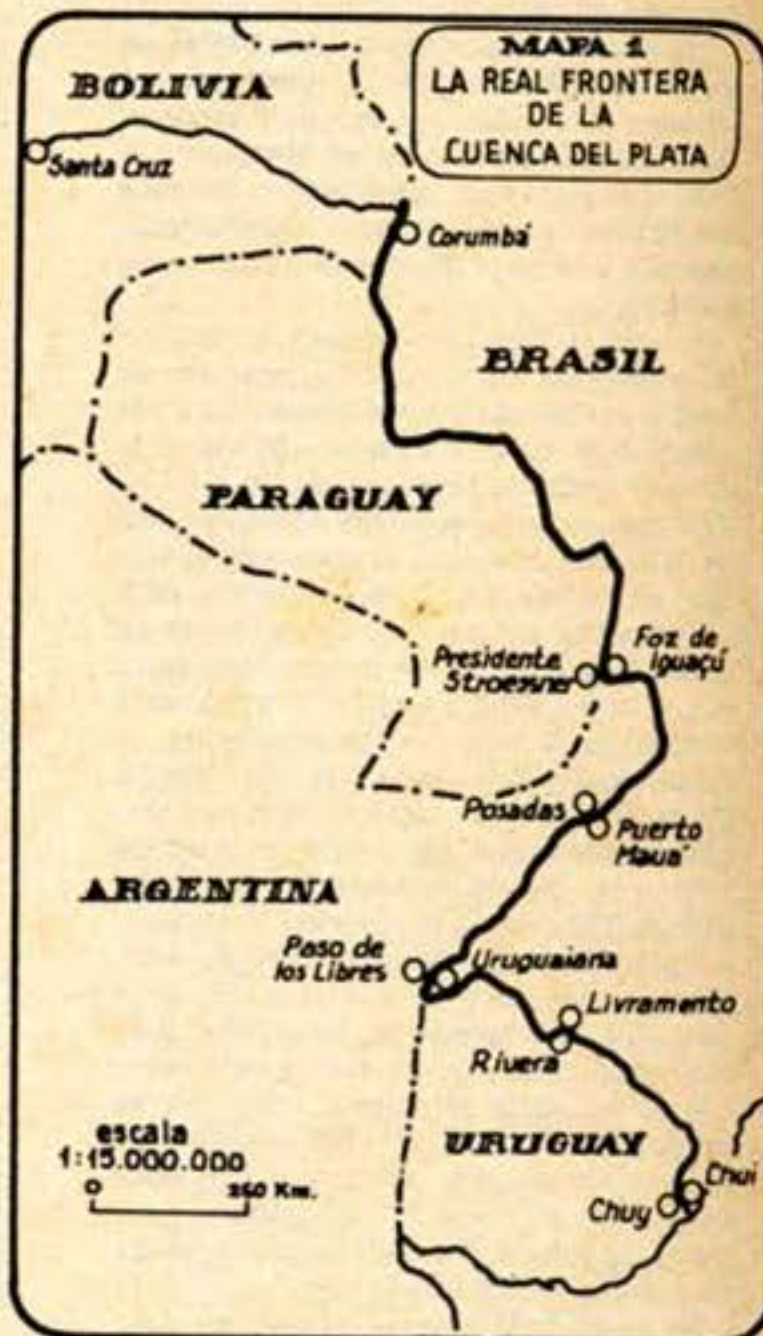 MAPA 1
LA REAL FRONTERA
DE LA
CUENCA DEL PLATA
BOLIVIA
Santa Cruz
Corumbá
BRASIL
PARAGUAY
Presidente
Stroessner
Foz de
Iguaçú
Posadas
Puerto
Mauá
ARGENTINA
Paso de
los Libres
Uruguaiana
Livramento
Rivera
URUGUAY
Chui
Chuy
escala
1:15.000.000
0 250 Km.